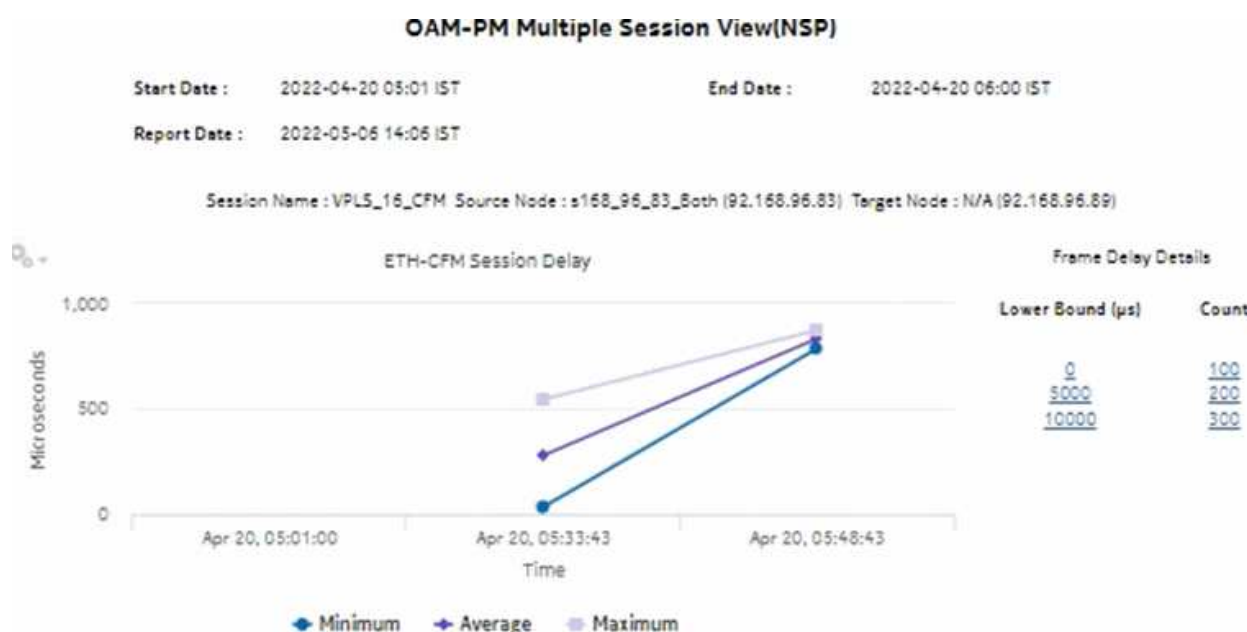 OAM-PM Multiple Session View(NSP)
Start Date : 2022-04-20 05:01 IST End Date : 2022-04-20 06:00 IST
Report Date : 2022-05-06 14:06 IST
Session Name : VPLS_16_CFM Source Node : s168_96_83_Both (92.168.96.83) Target Node : N/A (92.168.96.89)
ETH-CFM Session Delay
Frame Delay Details
Lower Bound (µs) Count
0 100
5000 200
10000 300
Microseconds
1,000
500
0
Apr 20, 05:01:00 Apr 20, 05:33:43 Apr 20, 05:48:43
Time
Minimum Average Maximum